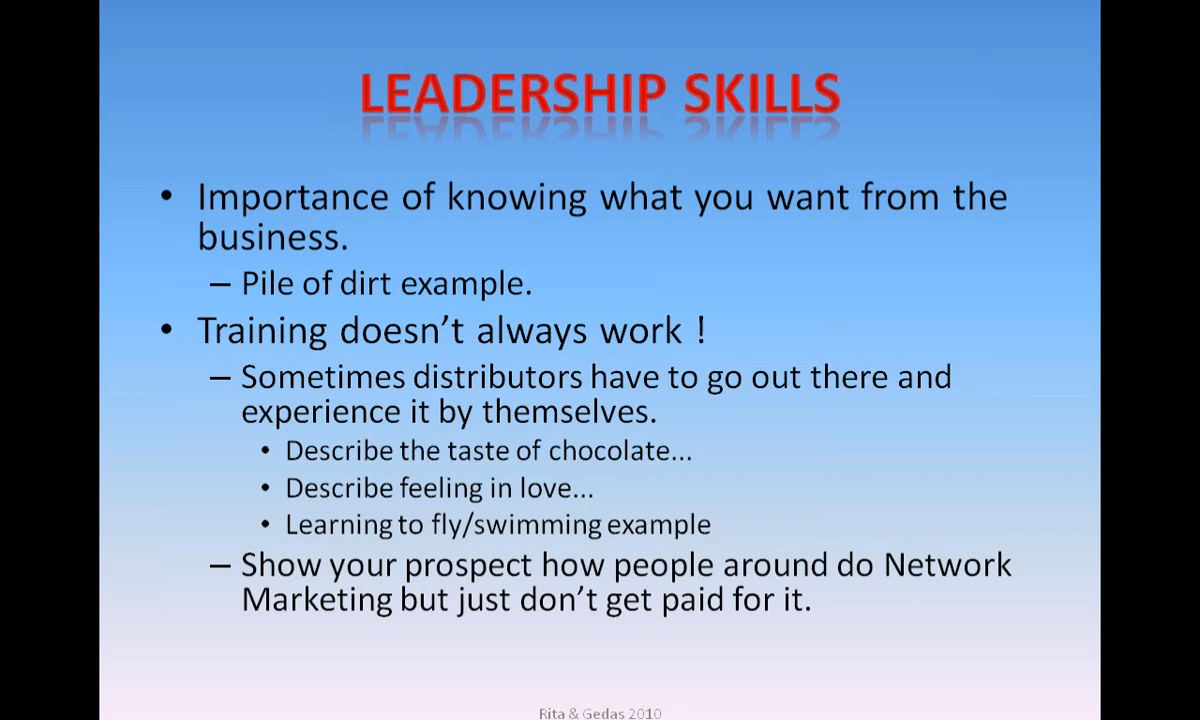 LEADERSHIP SKILLS
• Importance of knowing what you want from the
business.
– Pile of dirt example.
• Training doesn’t always work !
– Sometimes distributors have to go out there and
experience it by themselves.
• Describe the taste of chocolate...
• Describe feeling in love...
• Learning to fly/swimming example
– Show your prospect how people around do Network
Marketing but just don’t get paid for it.
Rita & Gedas 2010